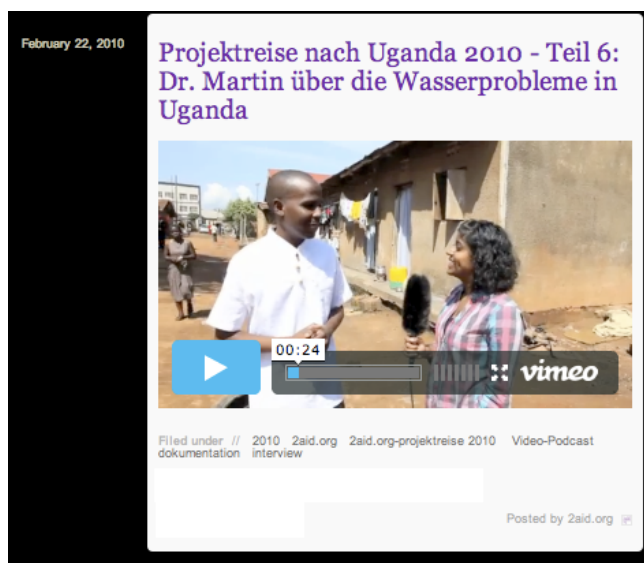 February 22, 2010
Projektreise nach Uganda 2010 - Teil 6:
Dr. Martin über die Wasserprobleme in
Uganda
00:24
vimeo
Filed under // 2010 2aid.org 2aid.org-projektreise 2010 Video-Podcast
dokumentation interview
Posted by 2aid.org